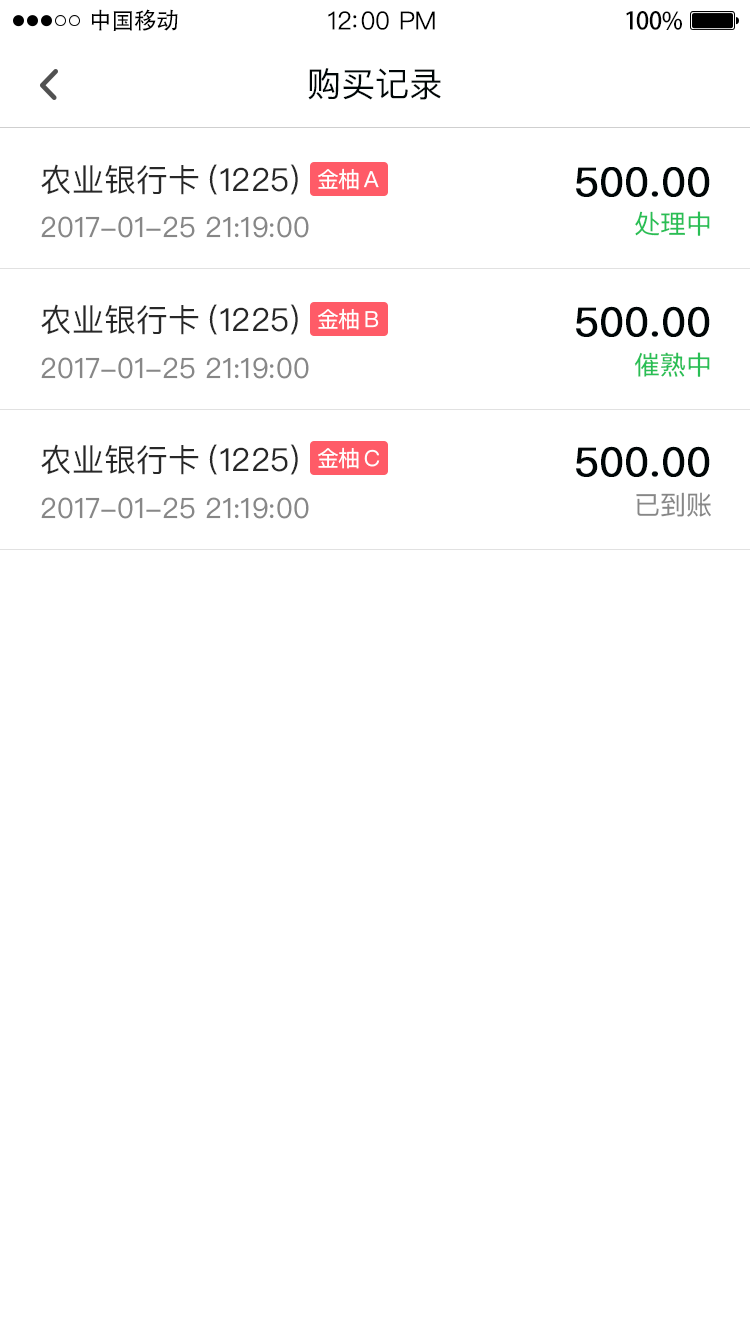 中国移动 12:00 PM 100%
购买记录
农业银行卡 (1225) 金柚A 500.00
2017-01-25 21:19:00 处理中
农业银行卡 (1225) 金柚B 500.00
2017-01-25 21:19:00 催熟中
农业银行卡 (1225) 金柚C 500.00
2017-01-25 21:19:00 已到账